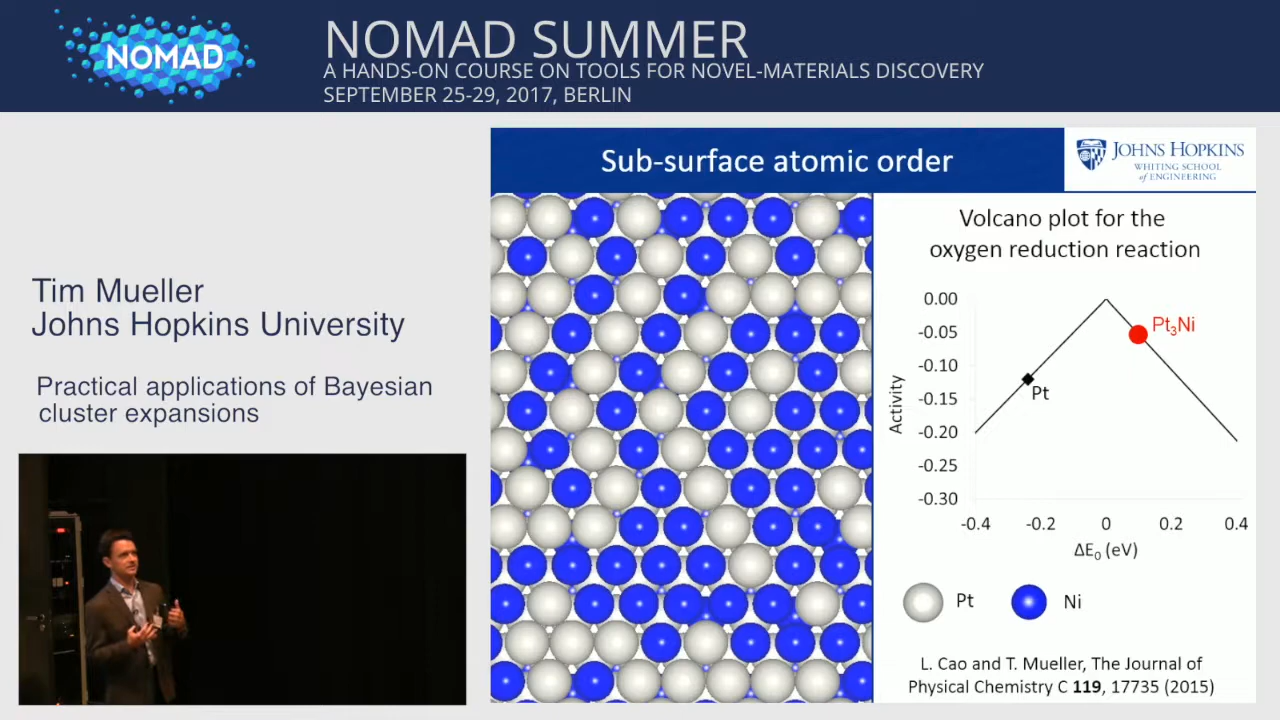 NOMAD
NOMAD SUMMER
A HANDS-ON COURSE ON TOOLS FOR NOVEL-MATERIALS DISCOVERY
SEPTEMBER 25-29, 2017, BERLIN
Tim Mueller
Johns Hopkins University
Practical applications of Bayesian
cluster expansions
Sub-surface atomic order
JOHNS HOPKINS
WHITING SCHOOL
of ENGINEERING
Volcano plot for the
oxygen reduction reaction
0.00
-0.05
-0.10
-0.15
-0.20
-0.25
-0.30
Activity
Pt₃Ni
Pt
-0.4 -0.2 0 0.2 0.4
ΔE₀ (eV)
Pt Ni
L. Cao and T. Mueller, The Journal of
Physical Chemistry C 119, 17735 (2015)